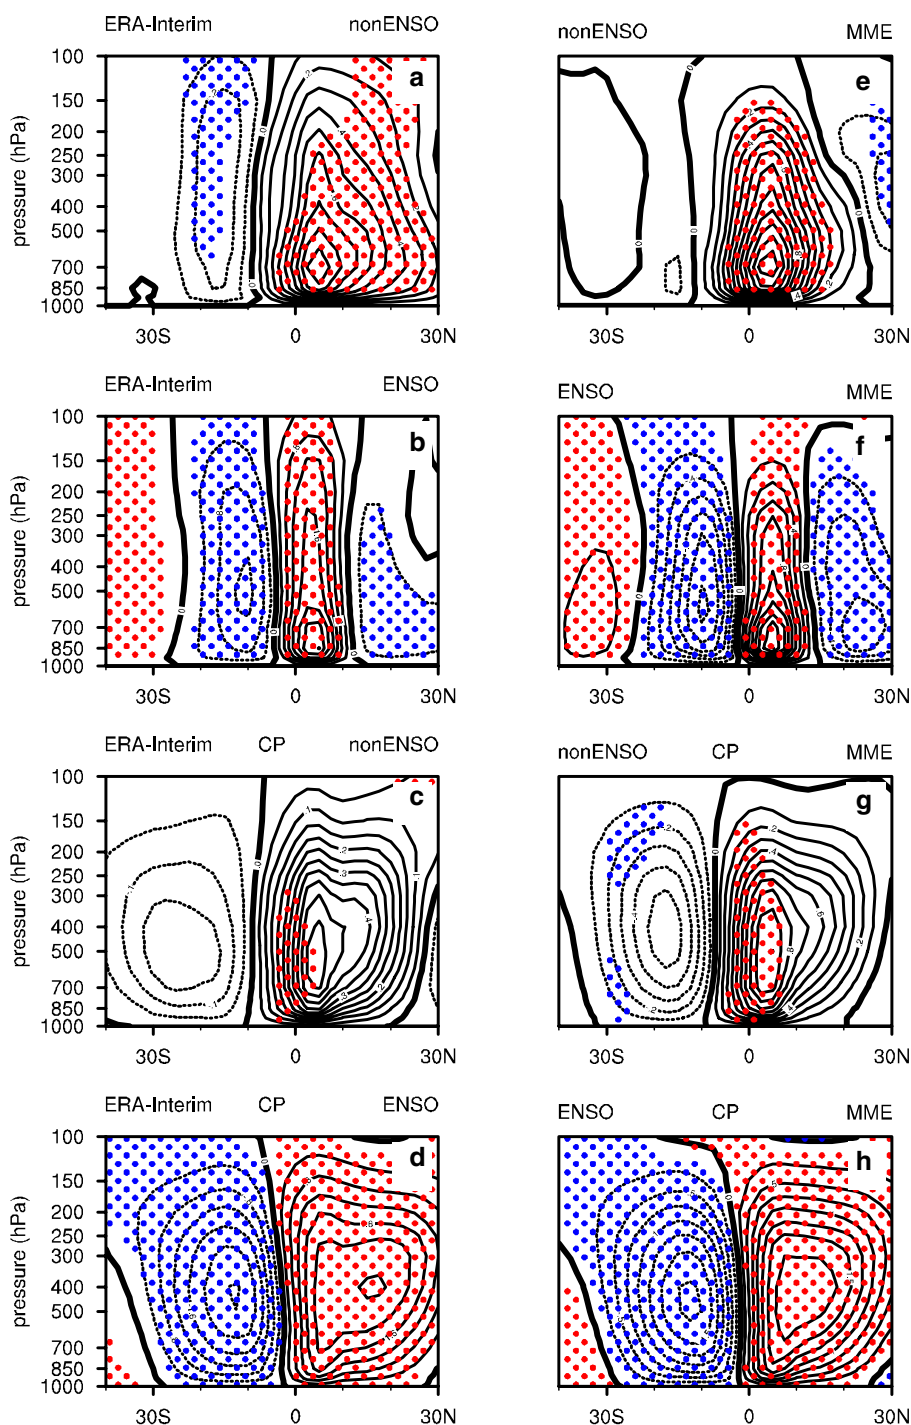 ERA-Interim nonENSO
nonENSO MME
a
e
pressure (hPa)
100
150
200
250
300
400
500
700
850
1000
30S 0 30N
30S 0 30N
ERA-Interim ENSO
ENSO MME
b
f
pressure (hPa)
100
150
200
250
300
400
500
700
850
1000
30S 0 30N
30S 0 30N
ERA-Interim CP nonENSO
nonENSO CP MME
c
g
pressure (hPa)
100
150
200
250
300
400
500
700
850
1000
30S 0 30N
30S 0 30N
ERA-Interim CP ENSO
ENSO CP MME
d
h
pressure (hPa)
100
150
200
250
300
400
500
700
850
1000
30S 0 30N
30S 0 30N